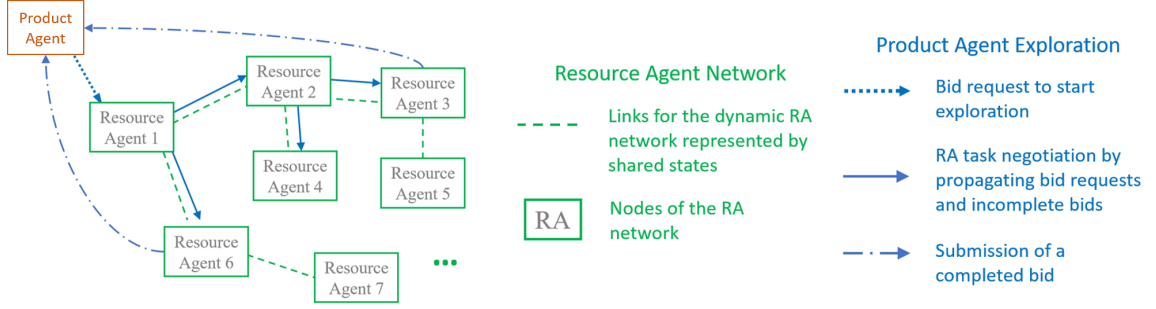 Product
Agent
Resource
Agent 1
Resource
Agent 2
Resource
Agent 3
Resource
Agent 4
Resource
Agent 5
Resource
Agent 6
Resource
Agent 7
...
Resource Agent Network
Links for the dynamic RA
network represented by
shared states
RA
Nodes of the RA
network
Product Agent Exploration
Bid request to start
exploration
RA task negotiation by
propagating bid requests
and incomplete bids
Submission of a
completed bid